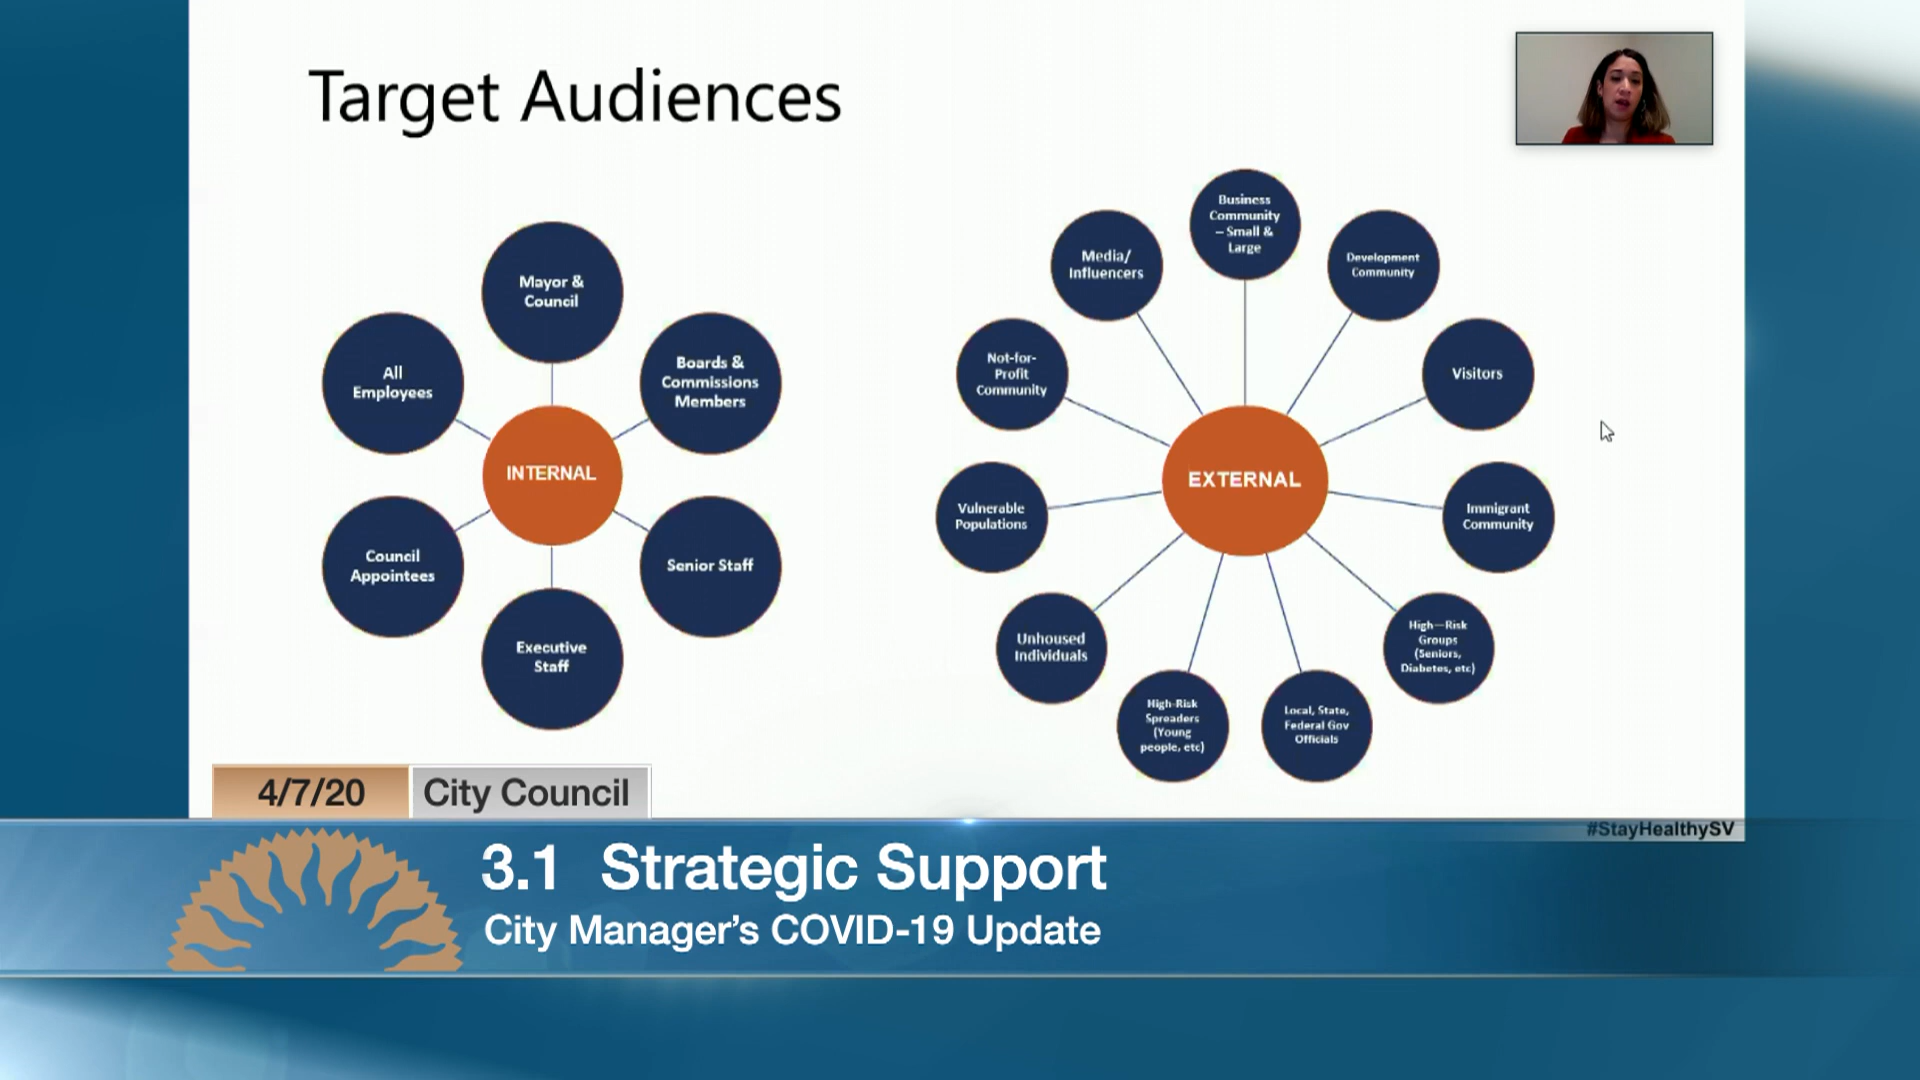 Target Audiences
Mayor &
Council
Boards &
Commissions
Members
Senior Staff
Executive
Staff
Council
Appointees
All
Employees
INTERNAL
Business
Community
– Small &
Large
Development
Community
Visitors
Immigrant
Community
High—Risk
Groups
(Seniors,
Diabetes, etc)
Local, State,
Federal Gov
Officials
High-Risk
Spreaders
(Young
people, etc)
Unhoused
Individuals
Vulnerable
Populations
Not-for-
Profit
Community
Media/
Influencers
EXTERNAL
4/7/20 City Council
#StayHealthySV
3.1 Strategic Support
City Manager’s COVID-19 Update